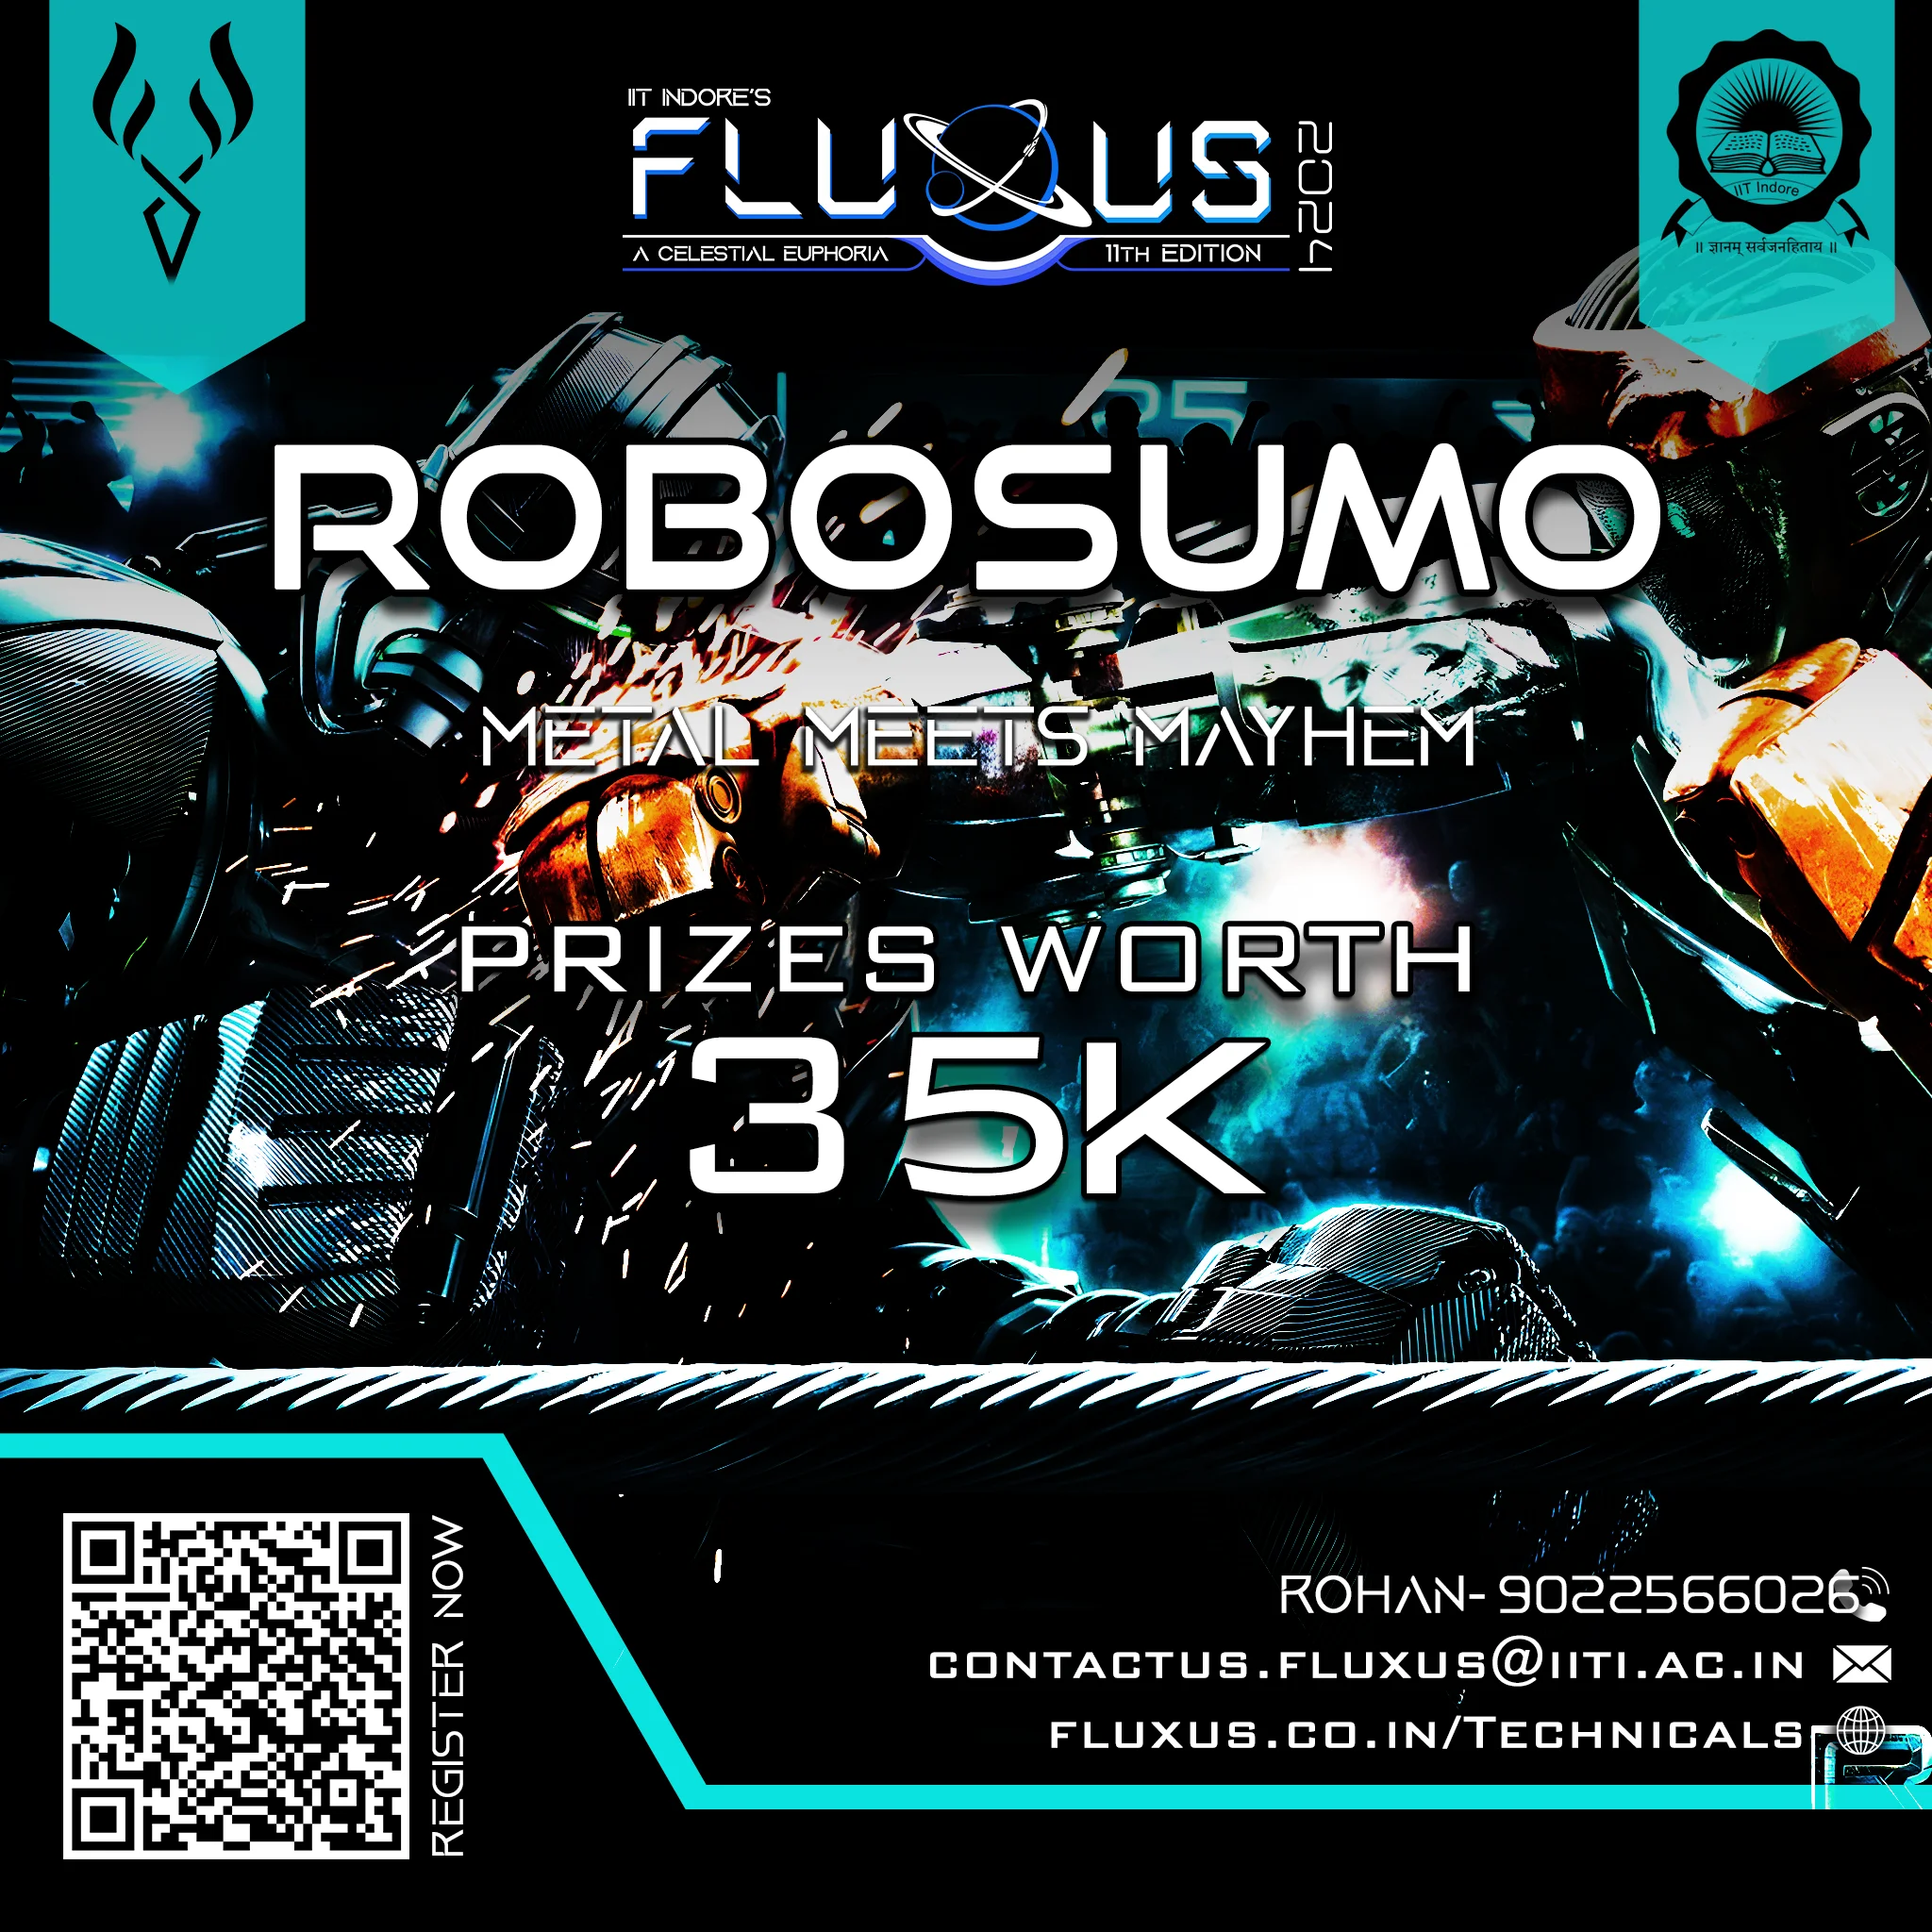 IIT INDORE'S
FLUXUS
2024
A CELESTIAL EUPHORIA
11TH EDITION
IIT Indore
॥ ज्ञानम् सर्वजनहिताय ॥
25
ROBOSUMO
METAL MEETS MAYHEM
PRIZES WORTH
35K
REGISTER NOW
ROHAN- 9022566026
CONTACTUS.FLUXUS@IITI.AC.IN
FLUXUS.CO.IN/TECHNICALS
R